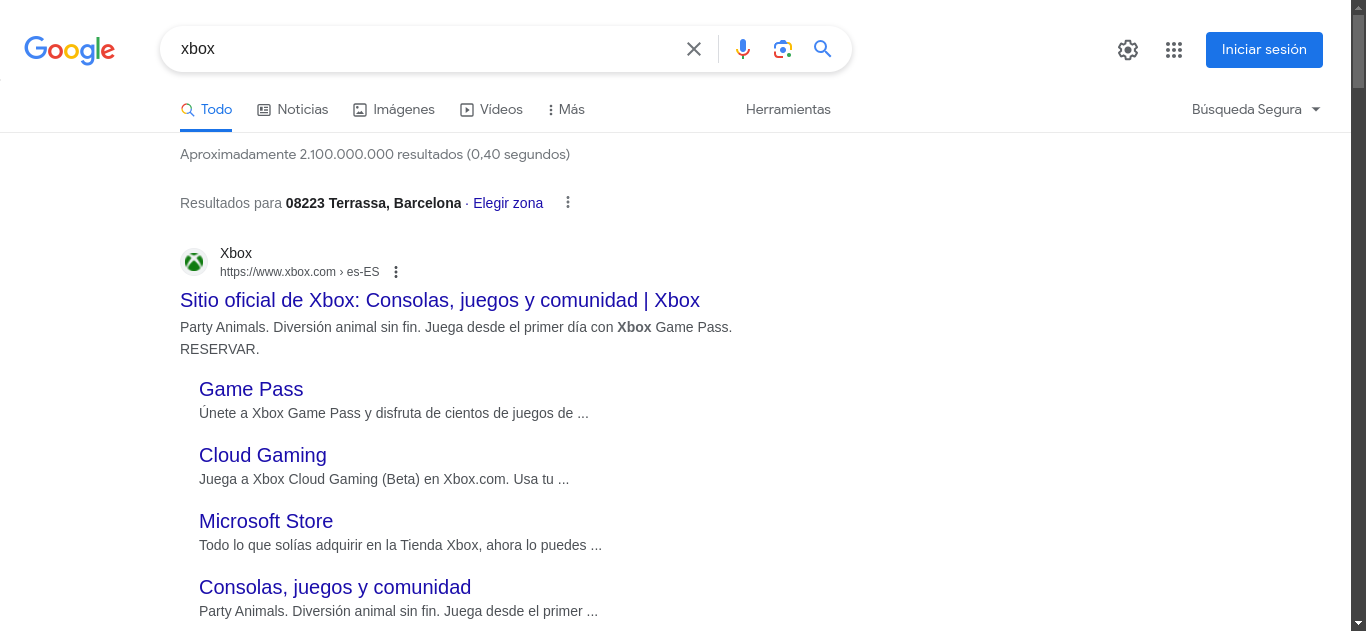 Google
xbox
Iniciar sesión
Todo Noticias Imágenes Vídeos Más Herramientas Búsqueda Segura
Aproximadamente 2.100.000.000 resultados (0,40 segundos)
Resultados para 08223 Terrassa, Barcelona · Elegir zona
Xbox
https://www.xbox.com › es-ES
Sitio oficial de Xbox: Consolas, juegos y comunidad | Xbox
Party Animals. Diversión animal sin fin. Juega desde el primer día con Xbox Game Pass.
RESERVAR.
Game Pass
Únete a Xbox Game Pass y disfruta de cientos de juegos de ...
Cloud Gaming
Juega a Xbox Cloud Gaming (Beta) en Xbox.com. Usa tu ...
Microsoft Store
Todo lo que solías adquirir en la Tienda Xbox, ahora lo puedes ...
Consolas, juegos y comunidad
Party Animals. Diversión animal sin fin. Juega desde el primer ...